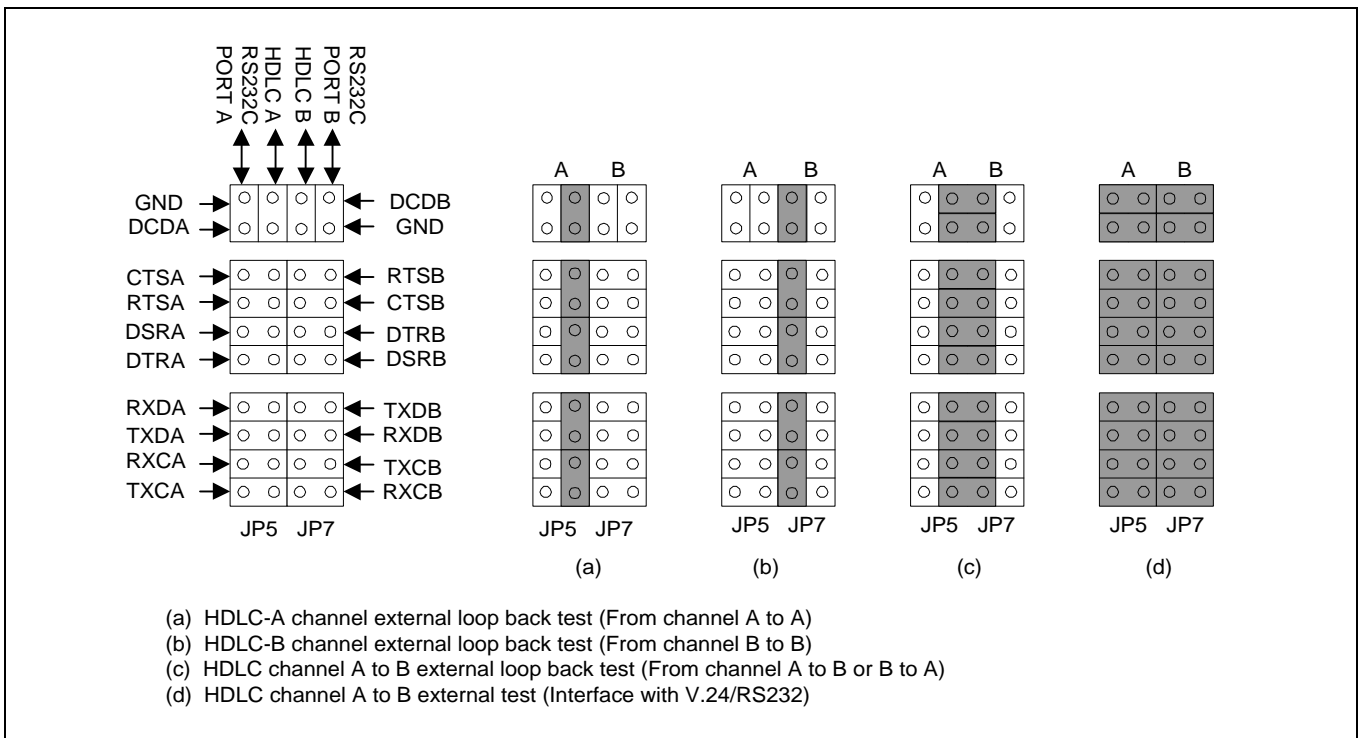 RS232C
PORT A
HDLC A
HDLC B
RS232C
PORT B
GND
DCDA
DCDB
GND
CTSA
RTSA
DSRA
DTRA
RTSB
CTSB
DTRB
DSRB
RXDA
TXDA
RXCA
TXCA
TXDB
RXDB
TXCB
RXCB
JP5 JP7
A B
JP5 JP7
(a)
A B
JP5 JP7
(b)
A B
JP5 JP7
(c)
A B
JP5 JP7
(d)
(a) HDLC-A channel external loop back test (From channel A to A)
(b) HDLC-B channel external loop back test (From channel B to B)
(c) HDLC channel A to B external loop back test (From channel A to B or B to A)
(d) HDLC channel A to B external test (Interface with V.24/RS232)